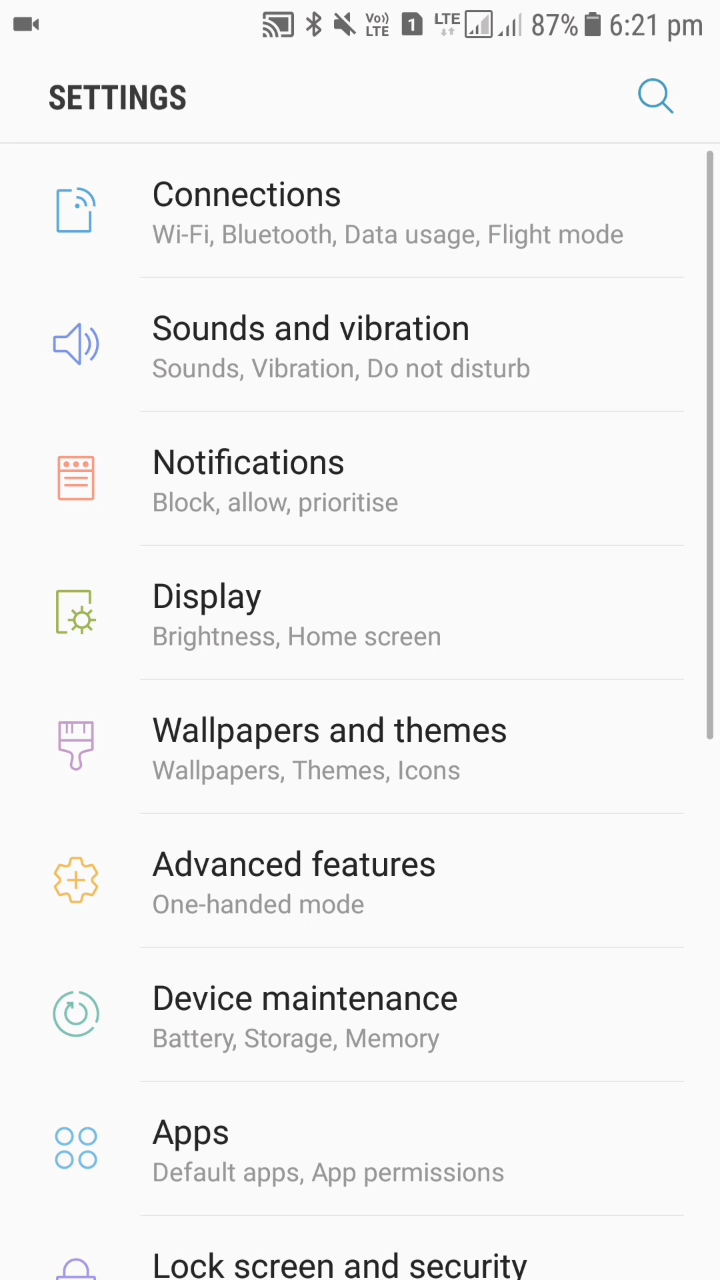 Vo)) LTE 1 LTE 87% 6:21 pm
SETTINGS
Connections
Wi-Fi, Bluetooth, Data usage, Flight mode
Sounds and vibration
Sounds, Vibration, Do not disturb
Notifications
Block, allow, prioritise
Display
Brightness, Home screen
Wallpapers and themes
Wallpapers, Themes, Icons
Advanced features
One-handed mode
Device maintenance
Battery, Storage, Memory
Apps
Default apps, App permissions
Lock screen and security